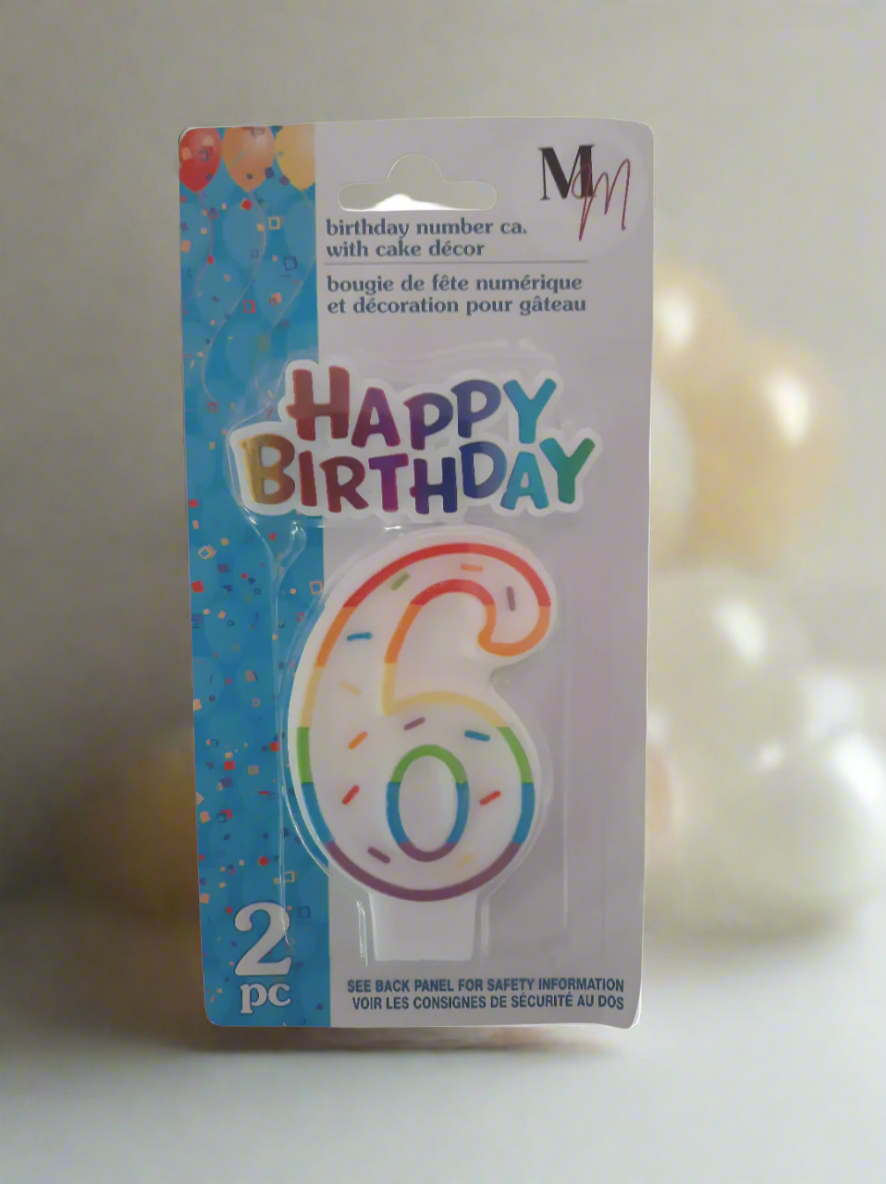 MM
birthday number ca.
with cake décor
bougie de fête numérique
et décoration pour gâteau
HAPPY
BIRTHDAY
6
2
pc
SEE BACK PANEL FOR SAFETY INFORMATION
VOIR LES CONSIGNES DE SÉCURITÉ AU DOS